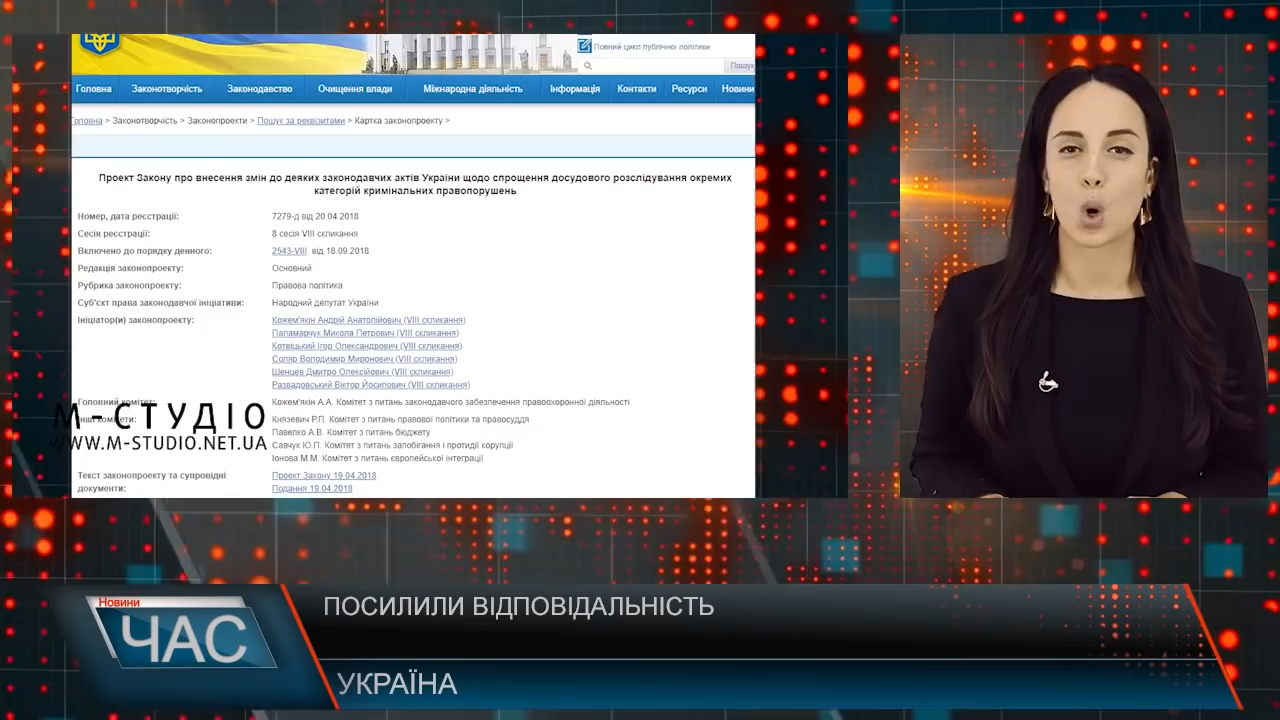 Повний цикл публічної політики
Пошук
Головна Законотворчість Законодавство Очищення влади Міжнародна діяльність Інформація Контакти Ресурси Новини
Головна > Законотворчість > Законопроекти > Пошук за реквізитами > Картка законопроекту >
Проект Закону про внесення змін до деяких законодавчих актів України щодо спрощення досудового розслідування окремих
категорій кримінальних правопорушень
Номер, дата реєстрації: 7279-д від 20.04.2018
Сесія реєстрації: 8 сесія VIII скликання
Включено до порядку денного: 2543-VIII від 18.09.2018
Редакція законопроекту: Основний
Рубрика законопроекту: Правова політика
Суб'єкт права законодавчої ініціативи: Народний депутат України
Ініціатор(и) законопроекту: Кожем'якін Андрій Анатолійович (VIII скликання)
Паламарчук Микола Петрович (VIII скликання)
Котвіцький Ігор Олександрович (VIII скликання)
Соляр Володимир Миронович (VIII скликання)
Шенцев Дмитро Олексійович (VIII скликання)
Развадовський Віктор Йосипович (VIII скликання)
Головний комітет: Кожем'якін А.А. Комітет з питань законодавчого забезпечення правоохоронної діяльності
Інші комітети: Князевич Р.П. Комітет з питань правової політики та правосуддя
Павелко А.В. Комітет з питань бюджету
Савчук Ю.П. Комітет з питань запобігання і протидії корупції
Іонова М.М. Комітет з питань європейської інтеграції
Текст законопроекту та супровідні Проект Закону 19.04.2018
документи: Подання 19.04.2018
М-СТУДІО
WWW.M-STUDIO.NET.UA
Новини
ЧАС
ПОСИЛИЛИ ВІДПОВІДАЛЬНІСТЬ
УКРАЇНА